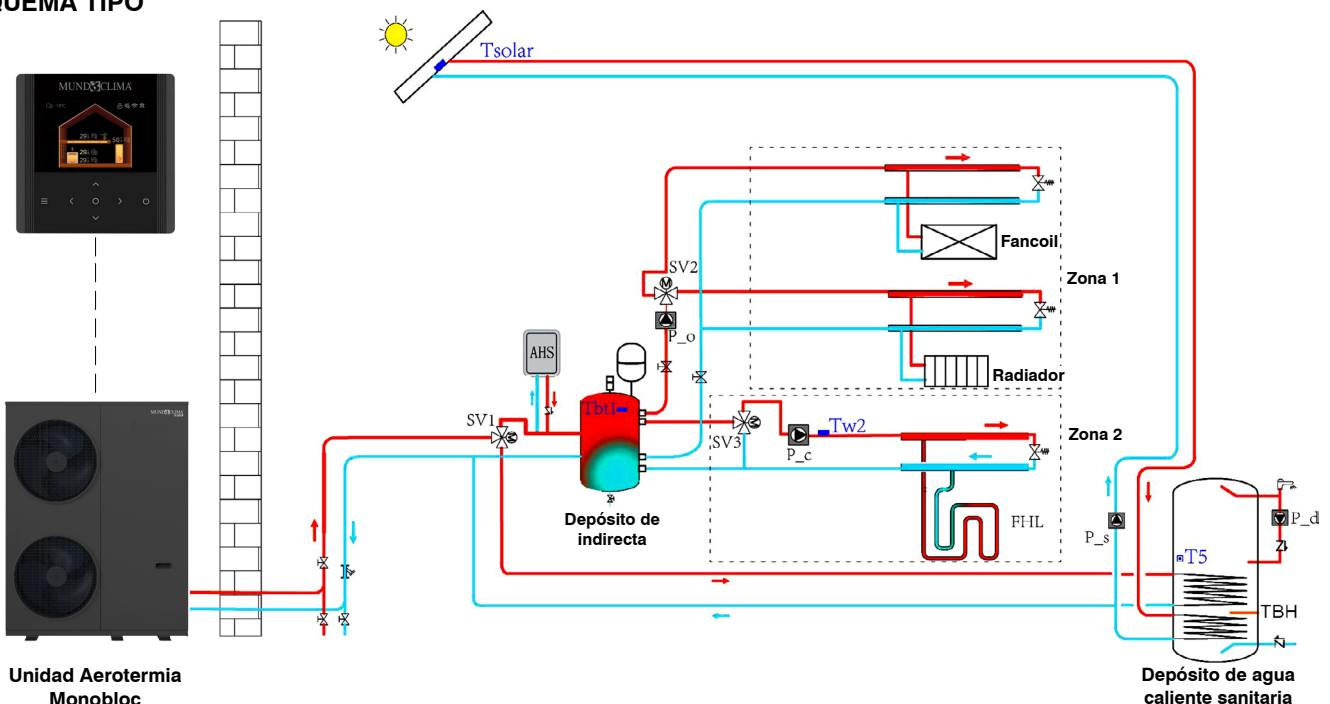 QUEMA TIPO
MUNDOCLIMA
Tsolar
Fancoil
Zona 1
SV2
M
P_o
Radiador
AHS
Tbt1
SV1
M
SV3
M
P_c
Tw2
Zona 2
FHL
Depósito de
indirecta
P_s
P_d
T5
TBH
MUNDOCLIMA
Unidad Aerotermia
Monobloc
Depósito de agua
caliente sanitaria